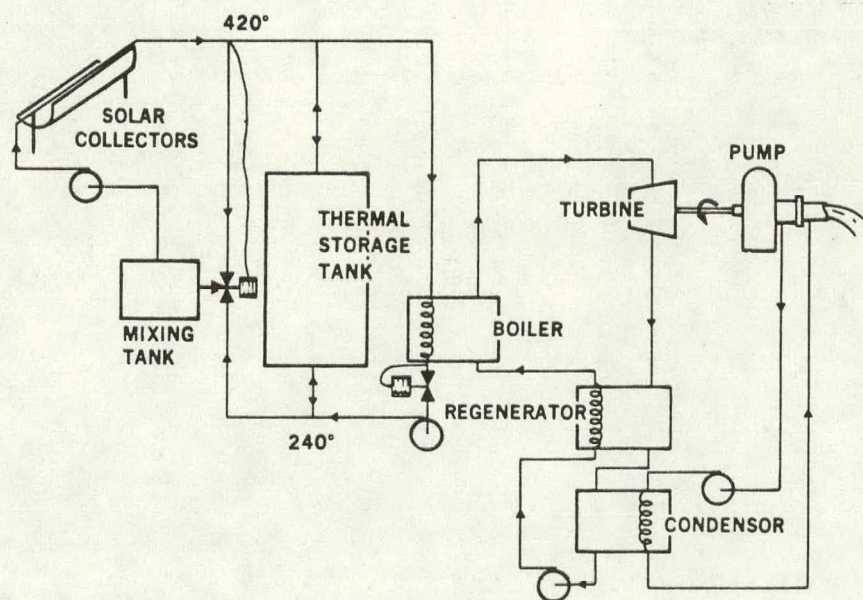 420°
SOLAR
COLLECTORS
PUMP
TURBINE
THERMAL
STORAGE
TANK
MIXING
TANK
BOILER
REGENERATOR
240°
CONDENSOR